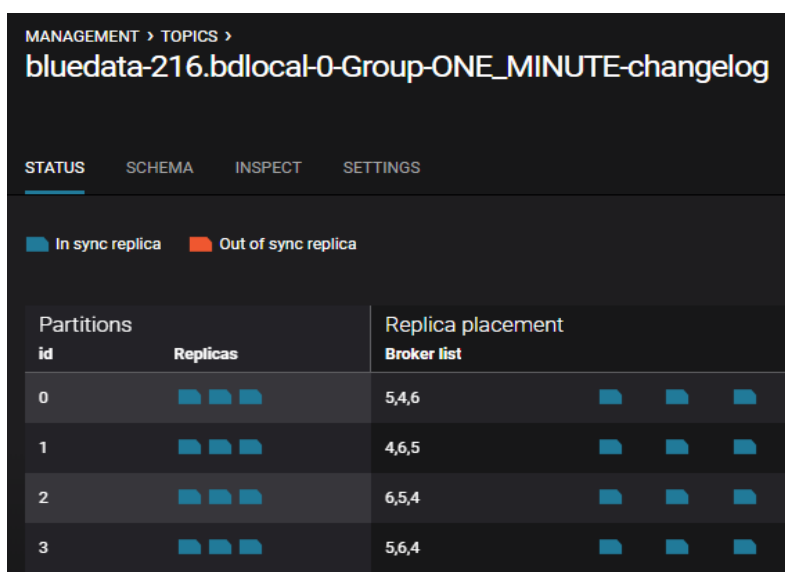 MANAGEMENT › TOPICS ›
bluedata-216.bdlocal-0-Group-ONE_MINUTE-changelog
STATUS SCHEMA INSPECT SETTINGS
In sync replica Out of sync replica
Partitions Replica placement
id Replicas Broker list
0 5,4,6
1 4,6,5
2 6,5,4
3 5,6,4